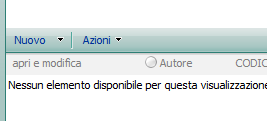 Nuovo Azioni
apri e modifica Autore CODIC
Nessun elemento disponibile per questa visualizzazione